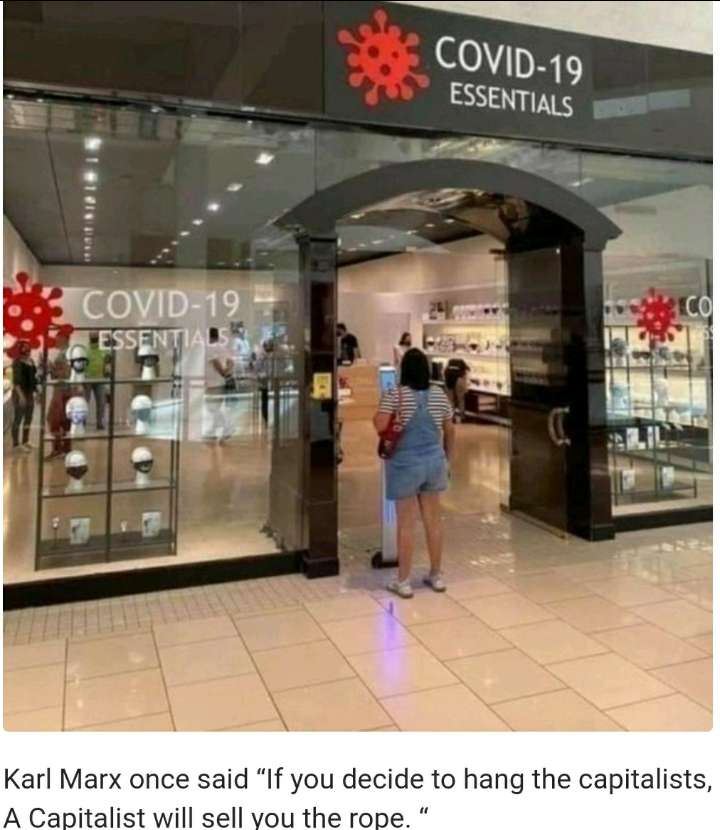 COVID-19
ESSENTIALS
COVID-19
ESSENTIALS
CO
Karl Marx once said “If you decide to hang the capitalists,
A Capitalist will sell you the rope. “